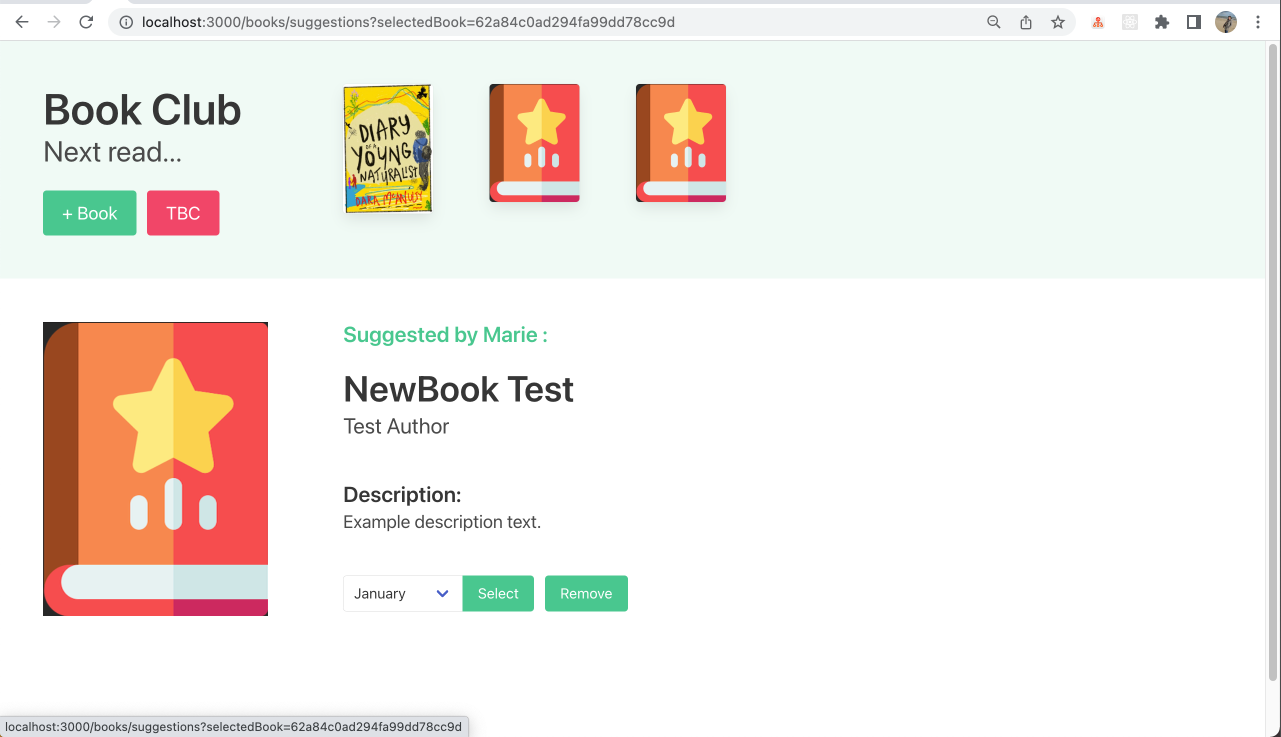 localhost:3000/books/suggestions?selectedBook=62a84c0ad294fa99dd78cc9d
Book Club
Next read...
+ Book
TBC
DIARY
OF A
YOUNG
NATURALIST
DARA McANULTY
Suggested by Marie :
NewBook Test
Test Author
Description:
Example description text.
January
Select
Remove
localhost:3000/books/suggestions?selectedBook=62a84c0ad294fa99dd78cc9d